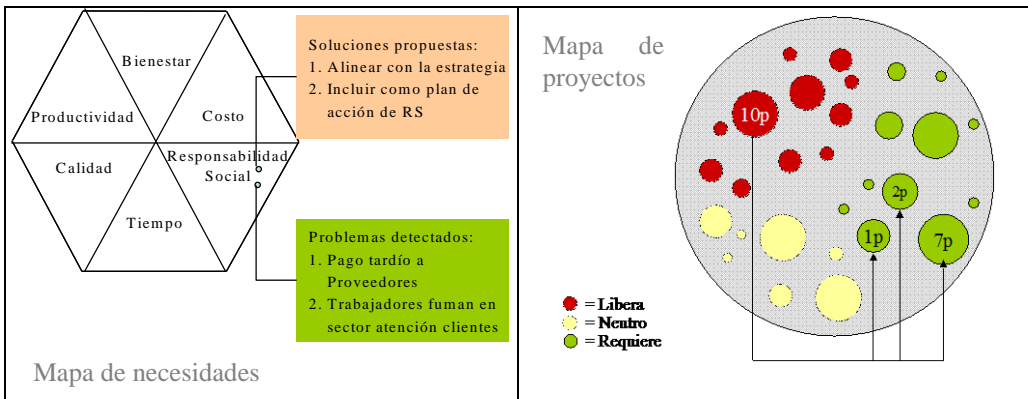 Bienestar
Productividad
Costo
Calidad
Responsabilidad
Social
Tiempo
Soluciones propuestas:
1. Alinear con la estrategia
2. Incluir como plan de
acción de RS
Problemas detectados:
1. Pago tardío a
Proveedores
2. Trabajadores fuman en
sector atención clientes
Mapa de necesidades
Mapa de
proyectos
10p
2p
1p
7p
= Libera
= Neutro
= Requiere